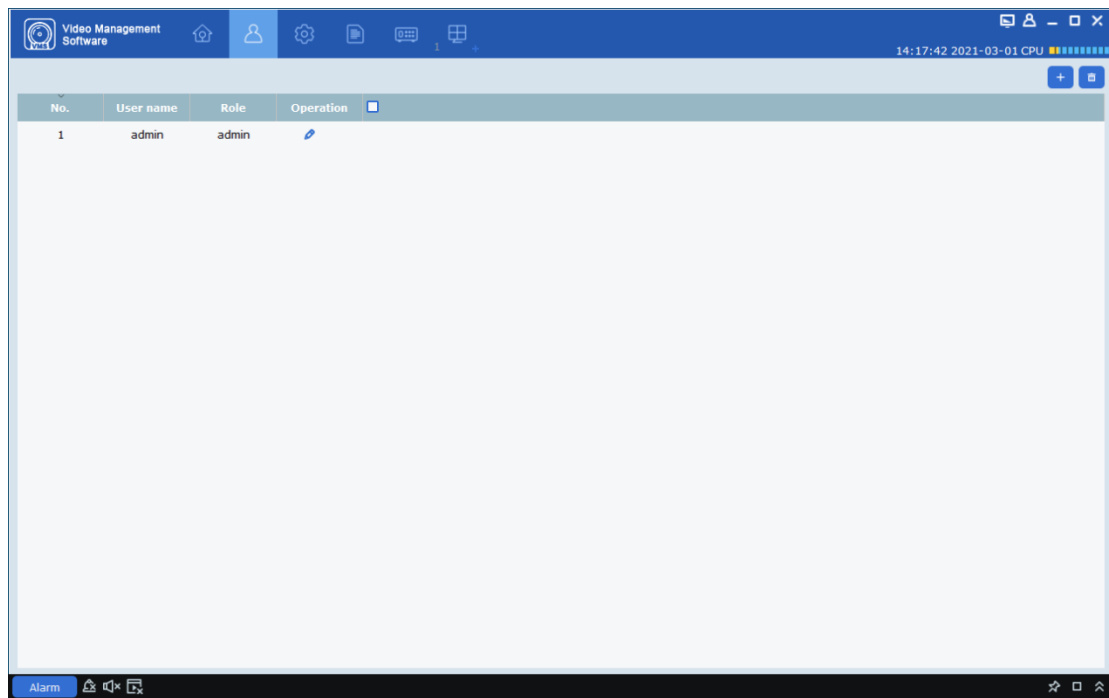 Video Management
Software
1
14:17:42 2021-03-01 CPU
No. User name Role Operation
1 admin admin
Alarm